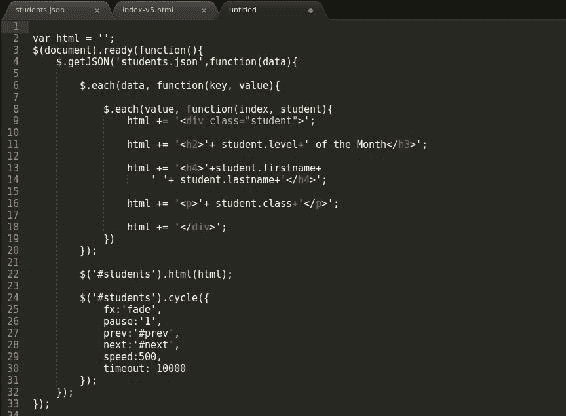 students.json × index-v5.html × untitled
1
2 var html = '';
3 $(document).ready(function(){
4 $.getJSON('students.json',function(data){
5
6 $.each(data, function(key, value){
7
8 $.each(value, function(index, student){
9 html += '<div class="student">';
10
11 html += '<h2>'+ student.level+' of the Month</h3>';
12
13 html += '<h4>'+student.firstname+
14 ' '+ student.lastname+'</h4>';
15
16 html += '<p>'+ student.class+'</p>';
17
18 html += '</div>';
19 })
20 });
21
22 $('#students').html(html);
23
24 $('#students').cycle({
25 fx:'fade',
26 pause:'1',
27 prev:'#prev',
28 next:'#next',
29 speed:500,
30 timeout: 10000
31 });
32 });
33 });
34